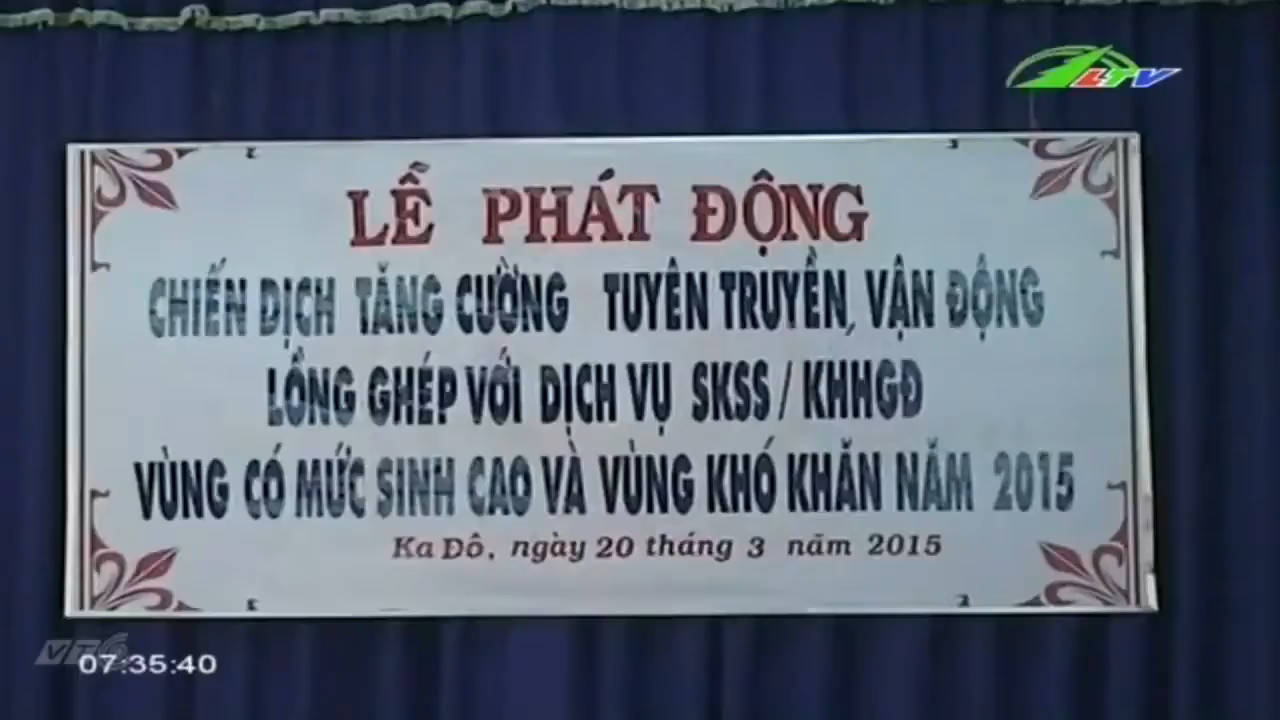 LTV
LỄ PHÁT ĐỘNG
CHIẾN DỊCH TĂNG CƯỜNG TUYÊN TRUYỀN, VẬN ĐỘNG
LỒNG GHÉP VỚI DỊCH VỤ SKSS / KHHGĐ
VÙNG CÓ MỨC SINH CAO VÀ VÙNG KHÓ KHĂN NĂM 2015
Ka Đô, ngày 20 tháng 3 năm 2015
07:35:40